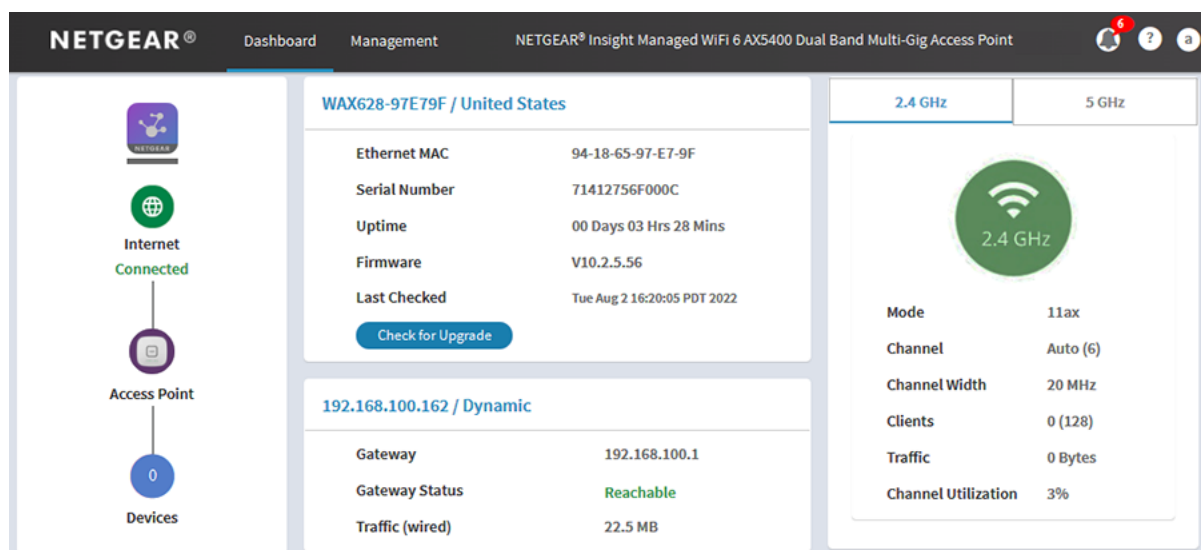 NETGEAR® Dashboard Management NETGEAR® Insight Managed WiFi 6 AX5400 Dual Band Multi-Gig Access Point 6 ? a
NETGEAR
Internet
Connected
Access Point
0
Devices
WAX628-97E79F / United States
Ethernet MAC 94-18-65-97-E7-9F
Serial Number 71412756F000C
Uptime 00 Days 03 Hrs 28 Mins
Firmware V10.2.5.56
Last Checked Tue Aug 2 16:20:05 PDT 2022
Check for Upgrade
192.168.100.162 / Dynamic
Gateway 192.168.100.1
Gateway Status Reachable
Traffic (wired) 22.5 MB
2.4 GHz 5 GHz
2.4 GHz
Mode 11ax
Channel Auto (6)
Channel Width 20 MHz
Clients 0 (128)
Traffic 0 Bytes
Channel Utilization 3%